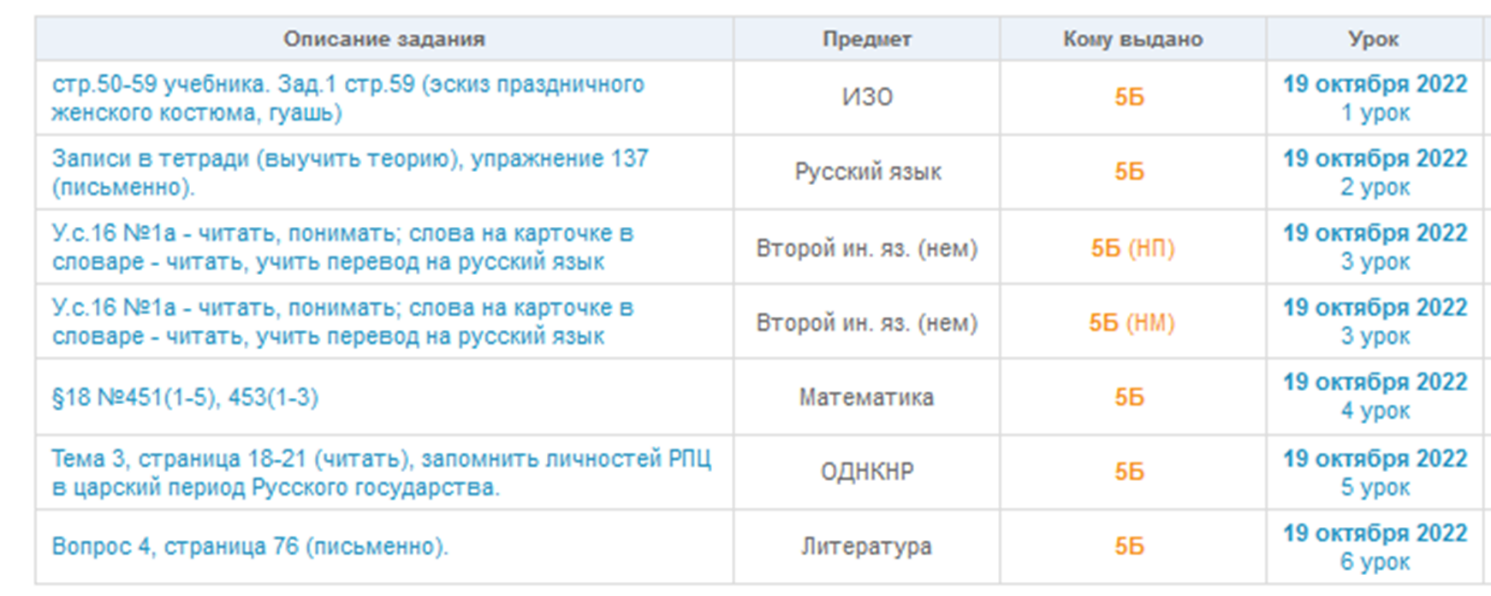 Описание задания Предмет Кому выдано Урок
стр.50-59 учебника. Зад.1 стр.59 (эскиз праздничного
женского костюма, гуашь)
ИЗО
5Б
19 октября 2022
1 урок
Записи в тетради (выучить теорию), упражнение 137
(письменно).
Русский язык
5Б
19 октября 2022
2 урок
У.с.16 №1а - читать, понимать; слова на карточке в
словаре - читать, учить перевод на русский язык
Второй ин. яз. (нем)
5Б (НП)
19 октября 2022
3 урок
У.с.16 №1а - читать, понимать; слова на карточке в
словаре - читать, учить перевод на русский язык
Второй ин. яз. (нем)
5Б (НМ)
19 октября 2022
3 урок
§18 №451(1-5), 453(1-3)
Математика
5Б
19 октября 2022
4 урок
Тема 3, страница 18-21 (читать), запомнить личностей РПЦ
в царский период Русского государства.
ОДНКНР
5Б
19 октября 2022
5 урок
Вопрос 4, страница 76 (письменно).
Литература
5Б
19 октября 2022
6 урок